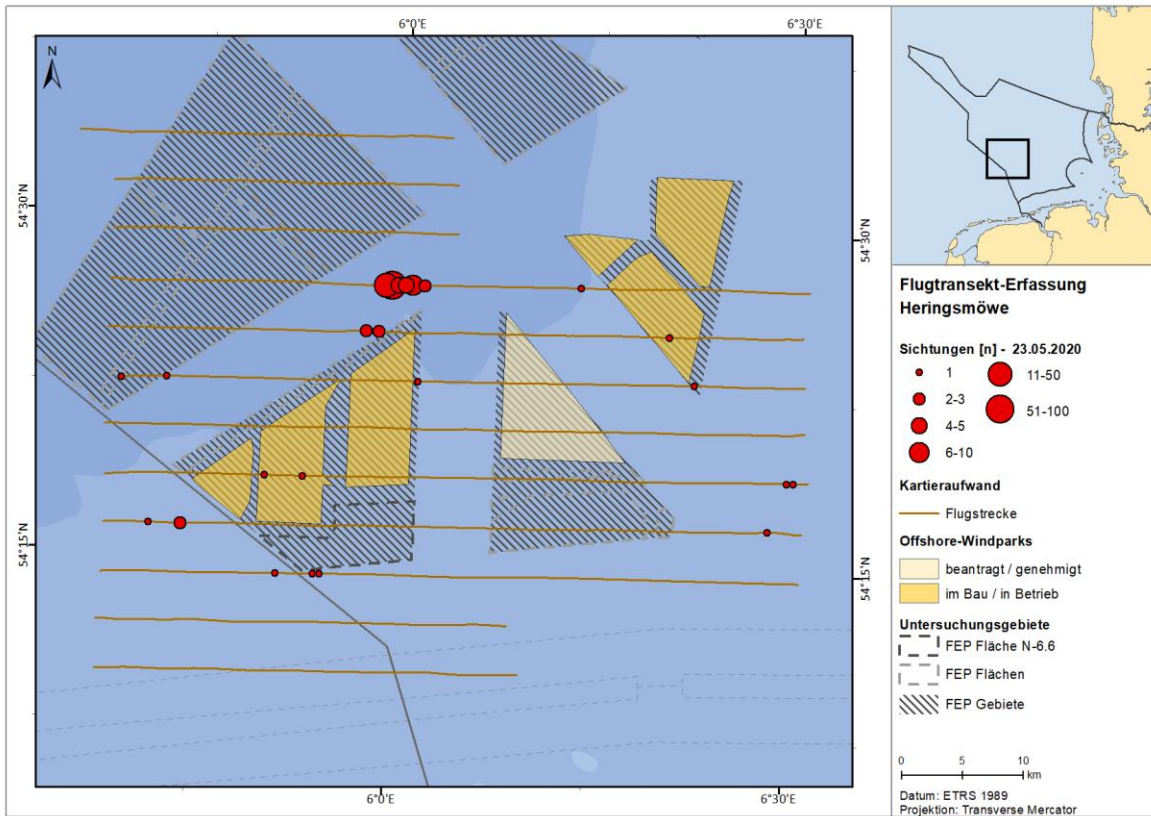 6°0'E
6°30'E
N
54°30'N
54°30'N
54°15'N
54°15'N
6°0'E
6°30'E
Flugtransekt-Erfassung
Heringsmöwe
Sichtungen [n] - 23.05.2020
1
11-50
2-3
51-100
4-5
6-10
Kartieraufwand
Flugstrecke
Offshore-Windparks
beantragt / genehmigt
im Bau / in Betrieb
Untersuchungsgebiete
FEP Fläche N-6.6
FEP Flächen
FEP Gebiete
0 5 10
km
Datum: ETRS 1989
Projektion: Transverse Mercator